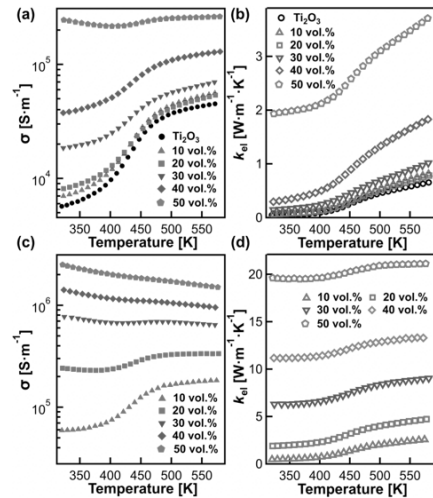 (a)
σ [S·m⁻¹]
10⁵
10⁴
Ti₂O₃
10 vol.%
20 vol.%
30 vol.%
40 vol.%
50 vol.%
350 400 450 500 550
Temperature [K]
(b)
kel [W·m⁻¹·K⁻¹]
3
2
1
0
Ti₂O₃
10 vol.%
20 vol.%
30 vol.%
40 vol.%
50 vol.%
350 400 450 500 550
Temperature [K]
(c)
σ [S·m⁻¹]
10⁶
10⁵
10 vol.%
20 vol.%
30 vol.%
40 vol.%
50 vol.%
350 400 450 500 550
Temperature [K]
(d)
kel [W·m⁻¹·K⁻¹]
20
15
10
5
0
10 vol.% 20 vol.%
30 vol.% 40 vol.%
50 vol.%
350 400 450 500 550
Temperature [K]